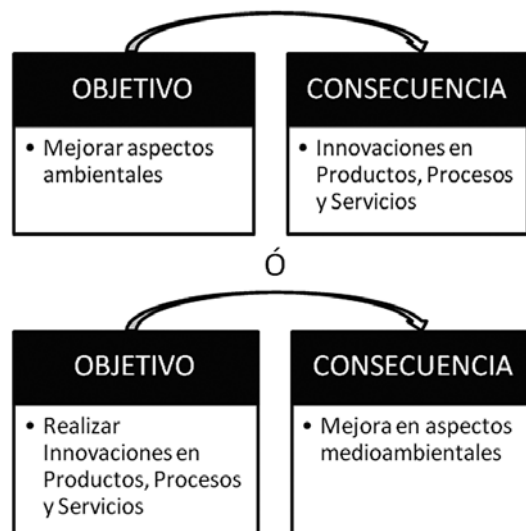 OBJETIVO
• Mejorar aspectos
ambientales
CONSECUENCIA
• Innovaciones en
Productos, Procesos
y Servicios
Ó
OBJETIVO
• Realizar
Innovaciones en
Productos, Procesos
y Servicios
CONSECUENCIA
• Mejora en aspectos
medioambientales